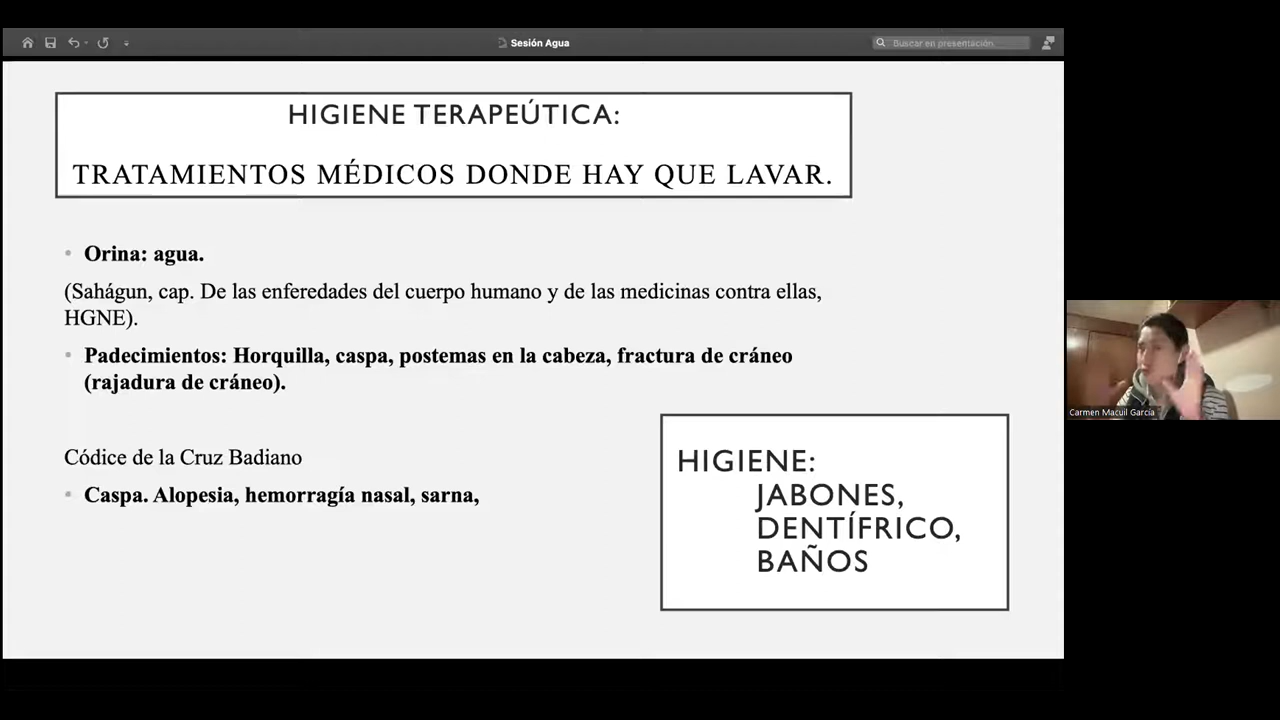 Sesión Agua
Buscar en presentación
HIGIENE TERAPEÚTICA:
TRATAMIENTOS MÉDICOS DONDE HAY QUE LAVAR.
• Orina: agua.
(Sahágun, cap. De las enferedades del cuerpo humano y de las medicinas contra ellas,
HGNE).
• Padecimientos: Horquilla, caspa, postemas en la cabeza, fractura de cráneo
(rajadura de cráneo).
Códice de la Cruz Badiano
• Caspa. Alopesia, hemorragía nasal, sarna,
HIGIENE:
JABONES,
DENTÍFRICO,
BAÑOS
Carmen Macuil García